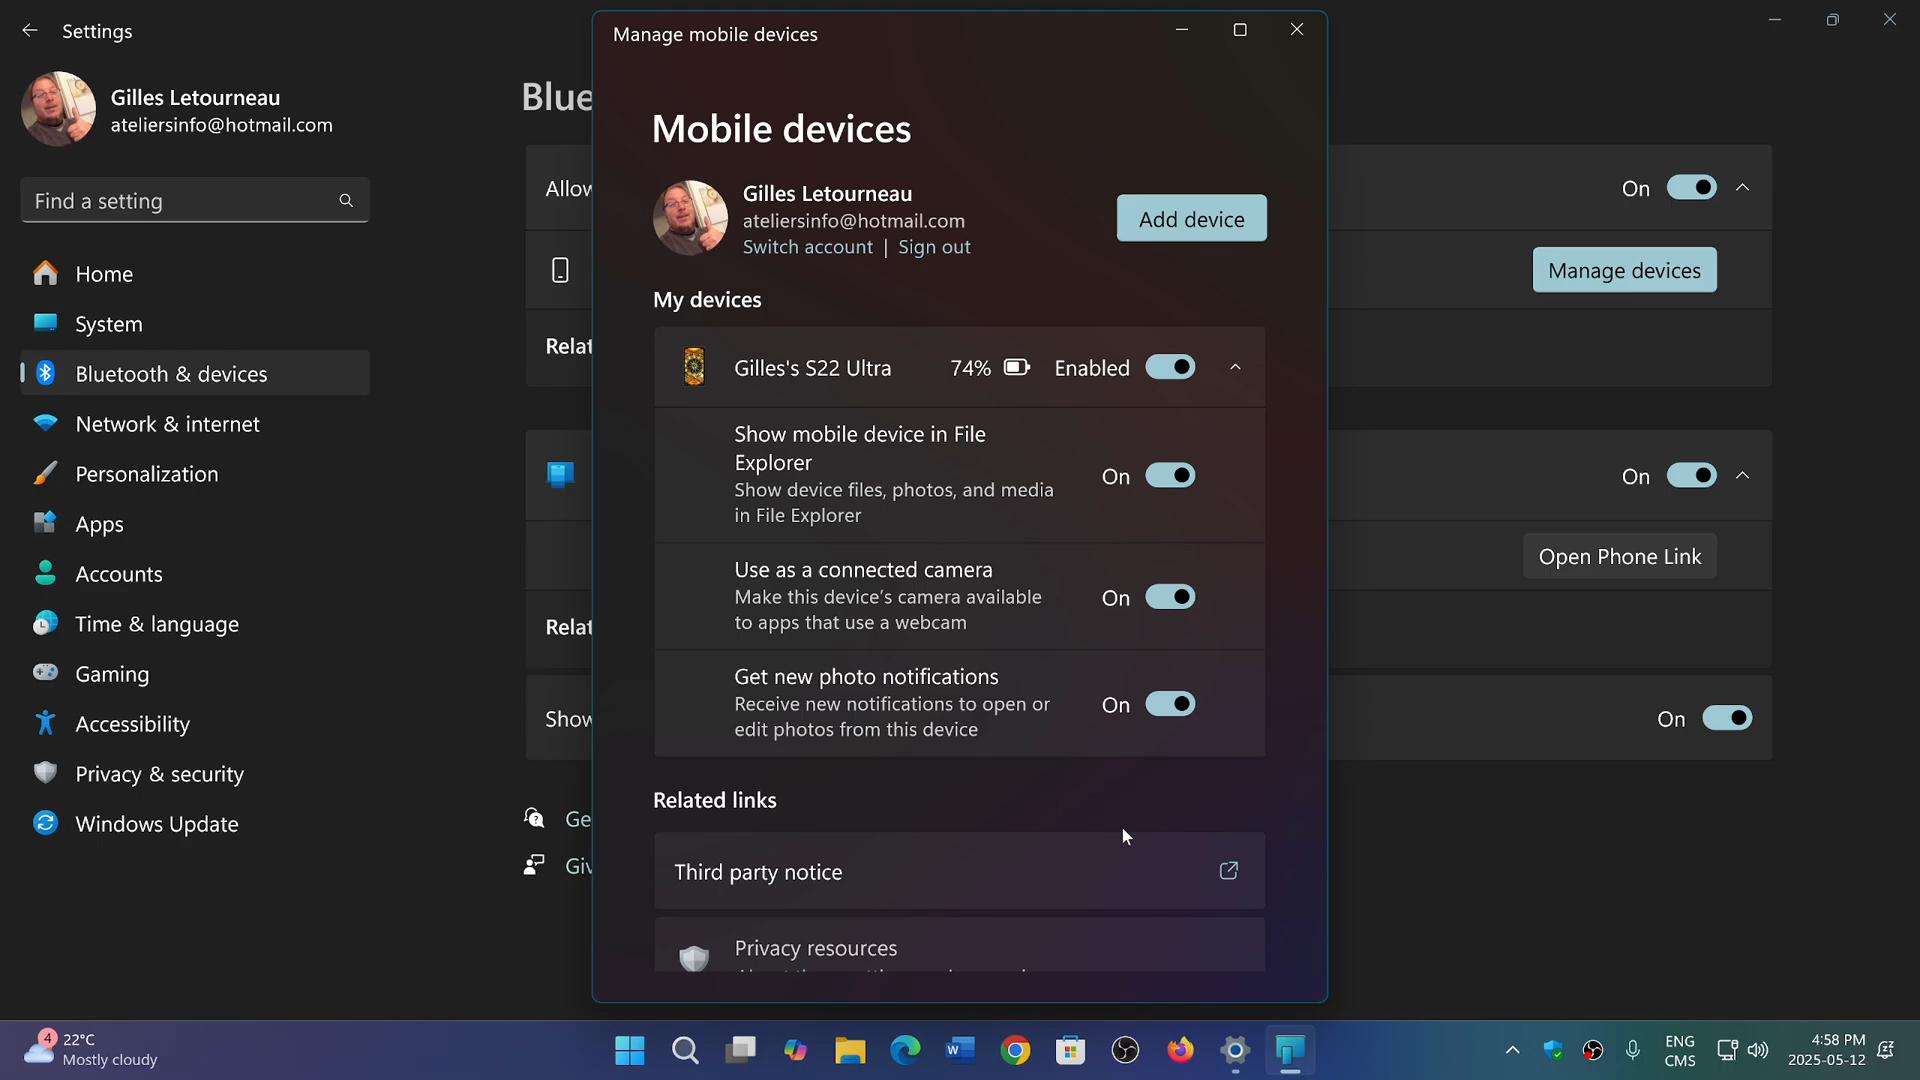 Settings
Gilles Letourneau
ateliersinfo@hotmail.com
Find a setting
Home
System
Bluetooth & devices
Network & internet
Personalization
Apps
Accounts
Time & language
Gaming
Accessibility
Privacy & security
Windows Update
Blue
Allow
On
Manage devices
Relat
On
Open Phone Link
Relat
Show
On
Ge
Giv
Manage mobile devices
Mobile devices
Gilles Letourneau
ateliersinfo@hotmail.com
Switch account | Sign out
Add device
My devices
Gilles's S22 Ultra 74% Enabled
Show mobile device in File
Explorer
Show device files, photos, and media
in File Explorer
On
Use as a connected camera
Make this device's camera available
to apps that use a webcam
On
Get new photo notifications
Receive new notifications to open or
edit photos from this device
On
Related links
Third party notice
Privacy resources
4
22°C
Mostly cloudy
W
ENG
CMS
4:58 PM
2025-05-12